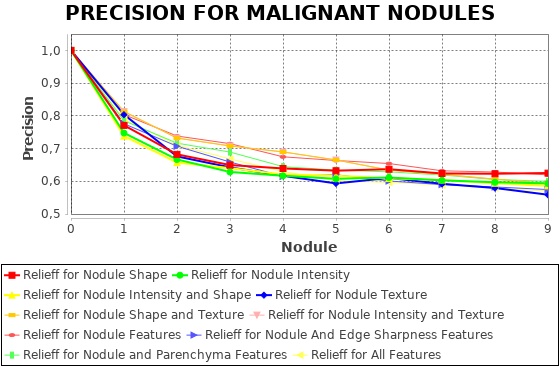 PRECISION FOR MALIGNANT NODULES
1,0
0,9
0,8
0,7
0,6
0,5
Precision
0 1 2 3 4 5 6 7 8 9
Nodule
Relieff for Nodule Shape Relieff for Nodule Intensity
Relieff for Nodule Intensity and Shape Relieff for Nodule Texture
Relieff for Nodule Shape and Texture Relieff for Nodule Intensity and Texture
Relieff for Nodule Features Relieff for Nodule And Edge Sharpness Features
Relieff for Nodule and Parenchyma Features Relieff for All Features